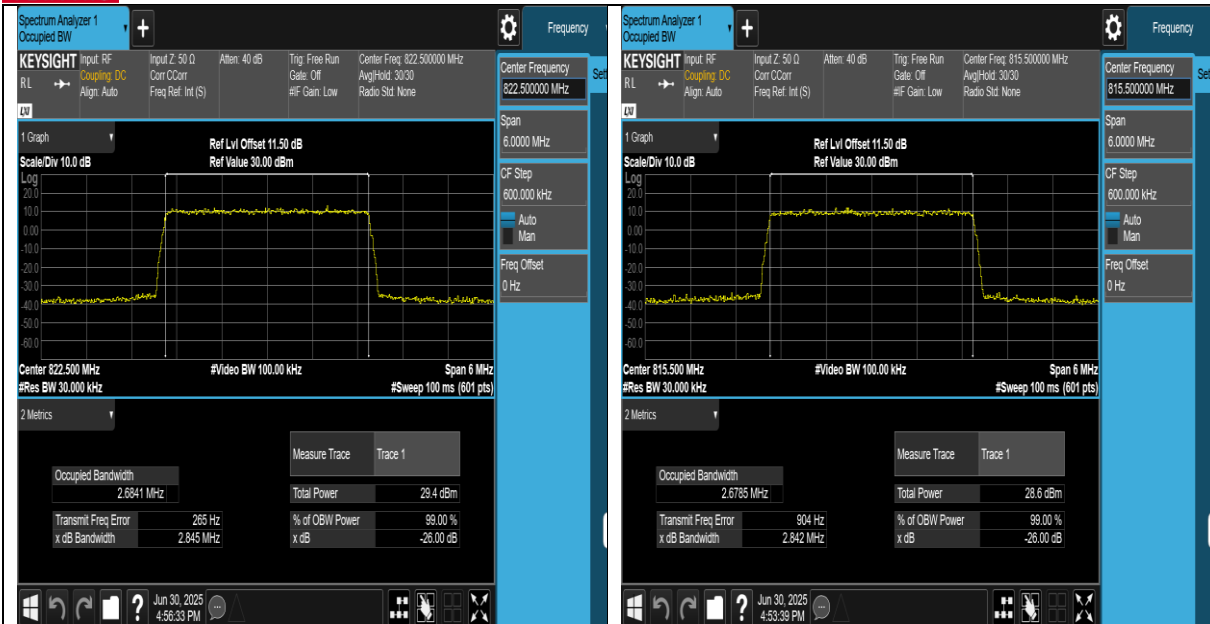 Spectrum Analyzer 1
Occupied BW
+
Frequency
KEYSIGHT
RL
LXI
Input: RF
Coupling: DC
Align: Auto
Input Z: 50 Ω
Corr CCorr
Freq Ref: Int (S)
Atten: 40 dB
Trig: Free Run
Gate: Off
#IF Gain: Low
Center Freq: 822.500000 MHz
Avg|Hold: 30/30
Radio Std: None
Center Frequency
822.500000 MHz
Span
6.0000 MHz
CF Step
600.000 kHz
Auto
Man
Freq Offset
0 Hz
1 Graph
Scale/Div 10.0 dB
Ref Lvl Offset 11.50 dB
Ref Value 30.00 dBm
Log
20.0
10.0
0.00
-10.0
-20.0
-30.0
-40.0
-50.0
-60.0
Center 822.500 MHz
#Video BW 100.00 kHz
Span 6 MHz
#Res BW 30.000 kHz
#Sweep 100 ms (601 pts)
2 Metrics
Measure Trace
Trace 1
Occupied Bandwidth
2.6841 MHz
Total Power
29.4 dBm
Transmit Freq Error
265 Hz
% of OBW Power
99.00 %
x dB Bandwidth
2.845 MHz
x dB
-26.00 dB
?
Jun 30, 2025
4:56:33 PM
Spectrum Analyzer 1
Occupied BW
+
Frequency
KEYSIGHT
RL
LXI
Input: RF
Coupling: DC
Align: Auto
Input Z: 50 Ω
Corr CCorr
Freq Ref: Int (S)
Atten: 40 dB
Trig: Free Run
Gate: Off
#IF Gain: Low
Center Freq: 815.500000 MHz
Avg|Hold: 30/30
Radio Std: None
Center Frequency
815.500000 MHz
Span
6.0000 MHz
CF Step
600.000 kHz
Auto
Man
Freq Offset
0 Hz
1 Graph
Scale/Div 10.0 dB
Ref Lvl Offset 11.50 dB
Ref Value 30.00 dBm
Log
20.0
10.0
0.00
-10.0
-20.0
-30.0
-40.0
-50.0
-60.0
Center 815.500 MHz
#Video BW 100.00 kHz
Span 6 MHz
#Res BW 30.000 kHz
#Sweep 100 ms (601 pts)
2 Metrics
Measure Trace
Trace 1
Occupied Bandwidth
2.6785 MHz
Total Power
28.6 dBm
Transmit Freq Error
904 Hz
% of OBW Power
99.00 %
x dB Bandwidth
2.842 MHz
x dB
-26.00 dB
?
Jun 30, 2025
4:53:39 PM